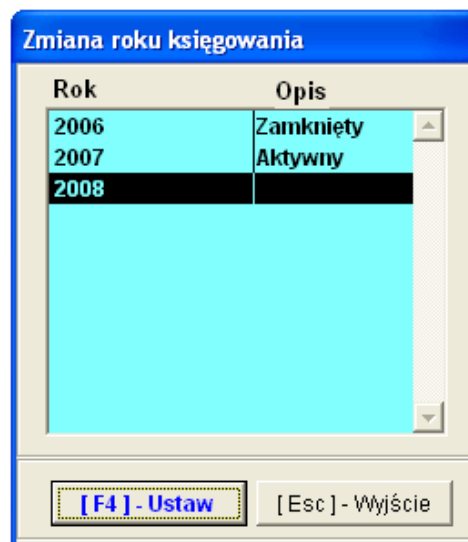 Zmiana roku księgowania
Rok Opis
2006 Zamknięty
2007 Aktywny
2008
[ F4 ] - Ustaw [ Esc ] - Wyjście